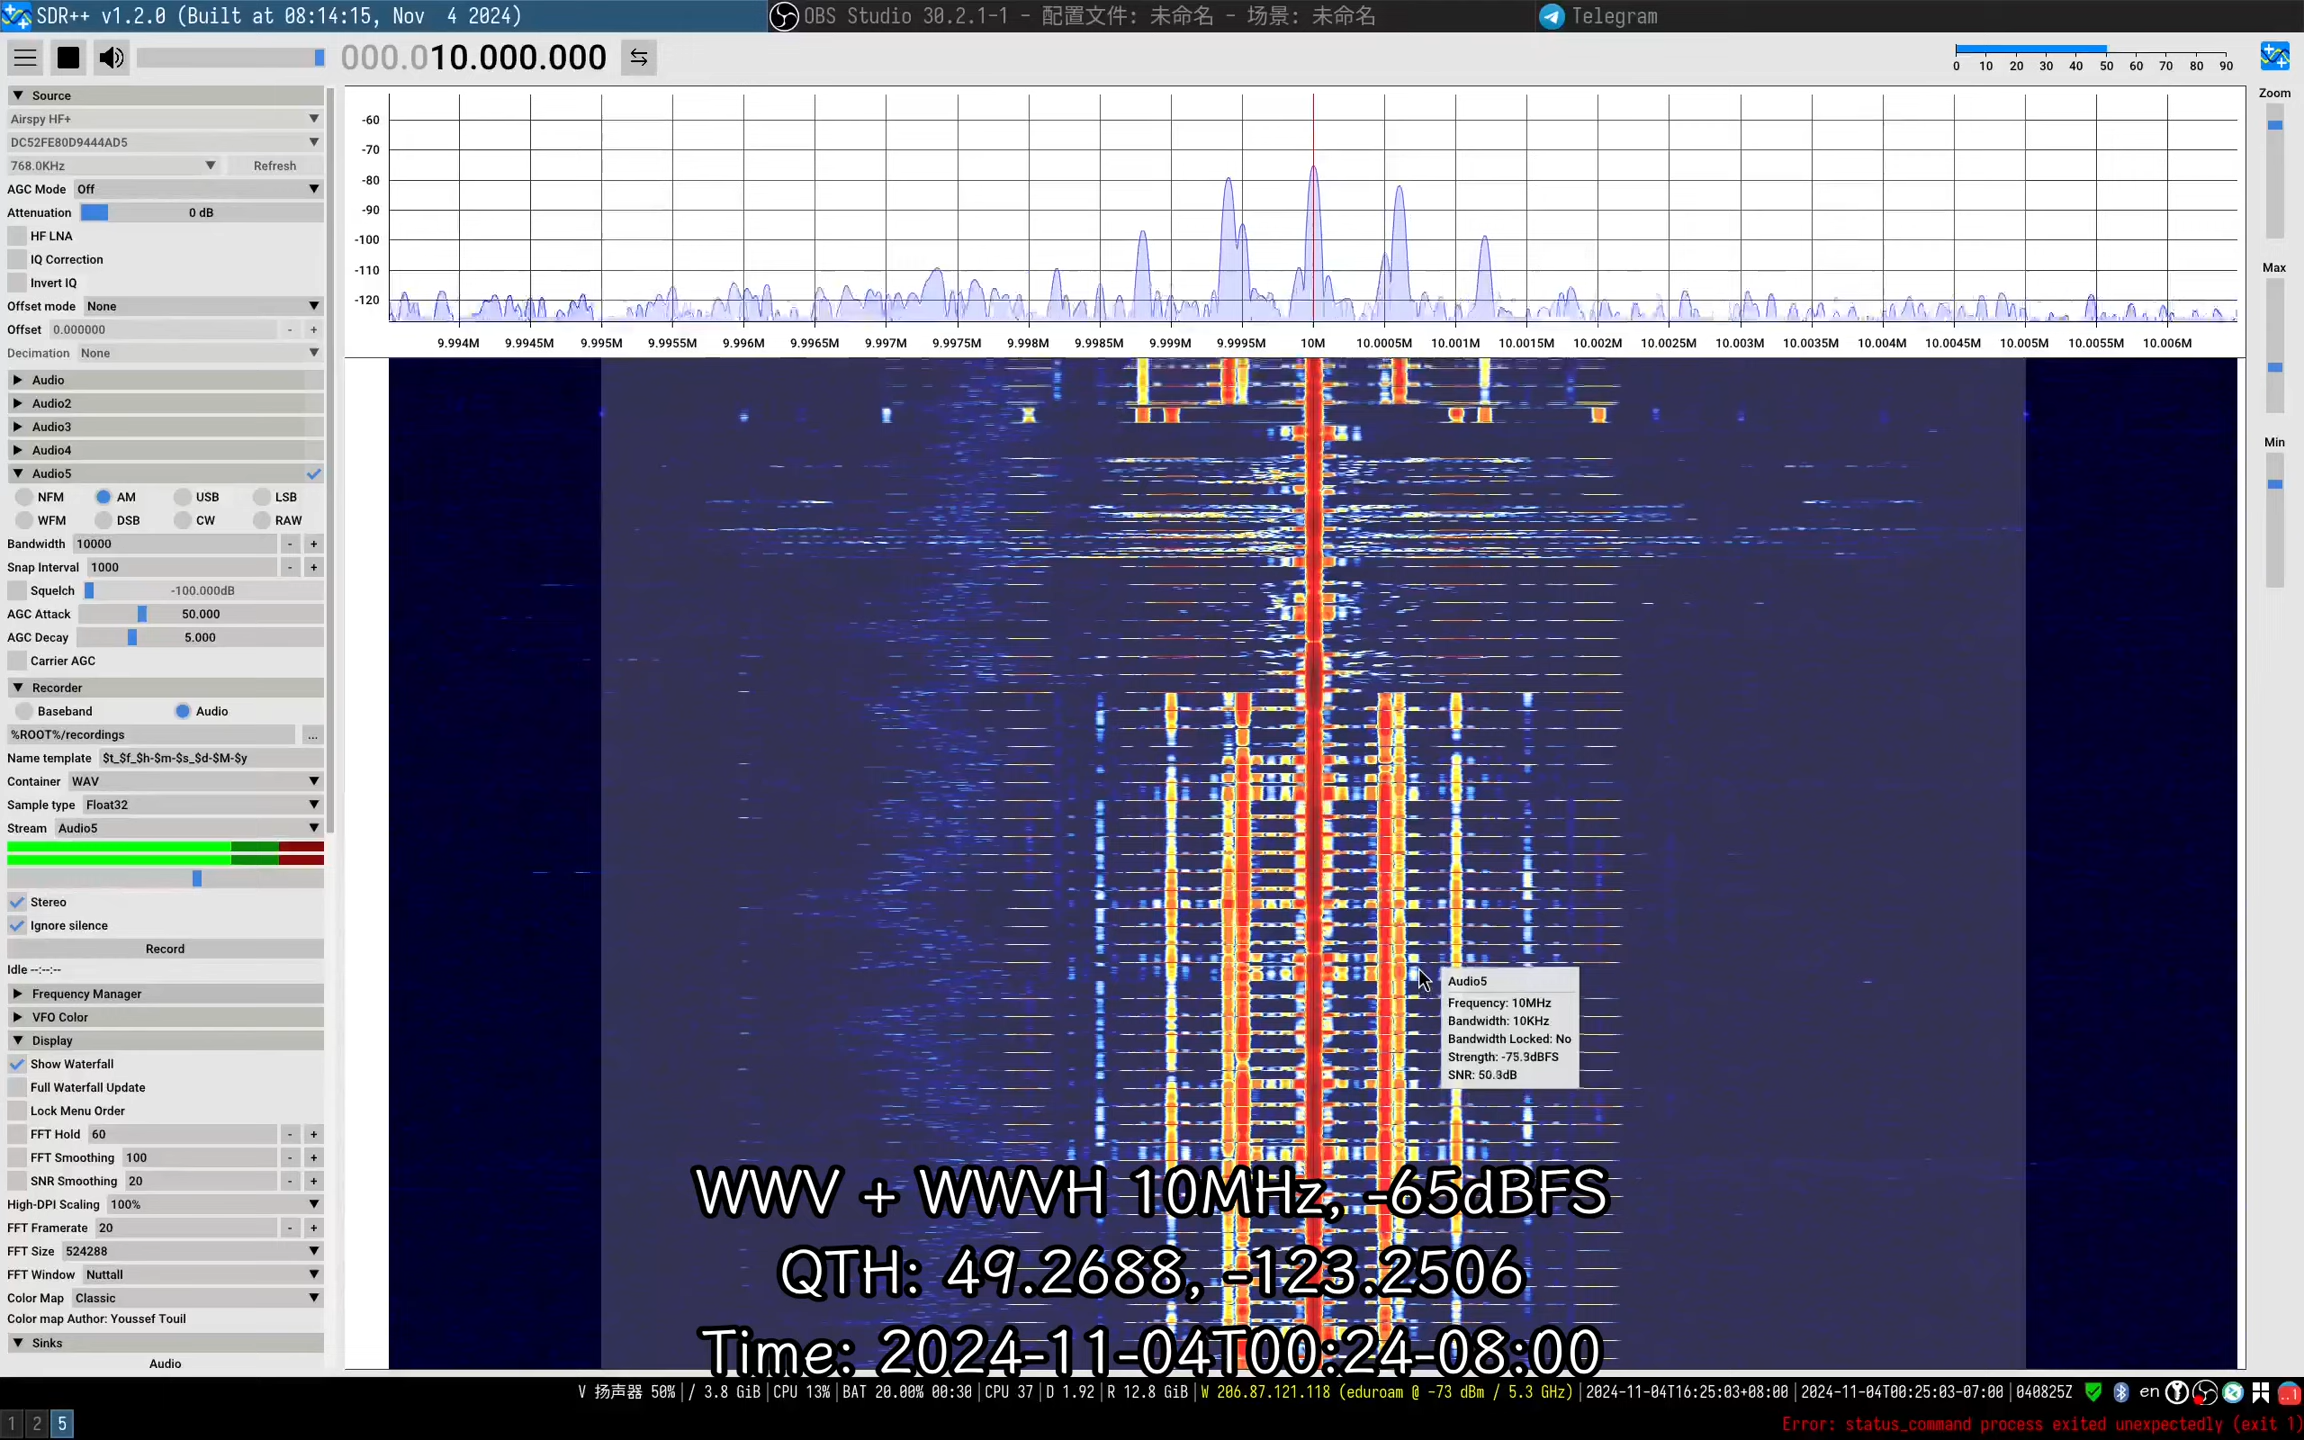 SDR++ v1.2.0 (Built at 08:14:15, Nov  4 2024)
OBS Studio 30.2.1-1 - 配置文件: 未命名 - 场景: 未命名
Telegram
000.010.000.000
0 10 20 30 40 50 60 70 80 90
Source
Airspy HF+
DC52FE80D9444AD5
768.0KHz Refresh
AGC Mode Off
Attenuation 0 dB
HF LNA
IQ Correction
Invert IQ
Offset mode None
Offset 0.000000 - +
Decimation None
Audio
Audio2
Audio3
Audio4
Audio5
NFM AM USB LSB
WFM DSB CW RAW
Bandwidth 10000 - +
Snap Interval 1000 - +
Squelch -100.000dB
AGC Attack 50.000
AGC Decay 5.000
Carrier AGC
Recorder
Baseband Audio
%ROOT%/recordings ...
Name template $t_$f_$h-$m-$s_$d-$M-$y
Container WAV
Sample type Float32
Stream Audio5
Stereo
Ignore silence
Record
Idle --:--:--
Frequency Manager
VFO Color
Display
Show Waterfall
Full Waterfall Update
Lock Menu Order
FFT Hold 60 - +
FFT Smoothing 100 - +
SNR Smoothing 20 - +
High-DPI Scaling 100%
FFT Framerate 20 - +
FFT Size 524288
FFT Window Nuttall
Color Map Classic
Color map Author: Youssef Touil
Sinks
Audio
-60
-70
-80
-90
-100
-110
-120
9.994M 9.9945M 9.995M 9.9955M 9.996M 9.9965M 9.997M 9.9975M 9.998M 9.9985M 9.999M 9.9995M 10M 10.0005M 10.001M 10.0015M 10.002M 10.0025M 10.003M 10.0035M 10.004M 10.0045M 10.005M 10.0055M 10.006M
Zoom
Max
Min
Audio5
Frequency: 10MHz
Bandwidth: 10KHz
Bandwidth Locked: No
Strength: -75.3dBFS
SNR: 50.3dB
WWV + WWVH 10MHz, -65dBFS
QTH: 49.2688, -123.2506
Time: 2024-11-04T00:24-08:00
V 扬声器 50%|/ 3.8 GiB|CPU 13%|BAT 20.00% 00:30|CPU 37|D 1.92|R 12.8 GiB|W 206.87.121.118 (eduroam @ -73 dBm / 5.3 GHz)|2024-11-04T16:25:03+08:00|2024-11-04T00:25:03-07:00|040825Z en
1 2 5
Error: status_command process exited unexpectedly (exit 1)